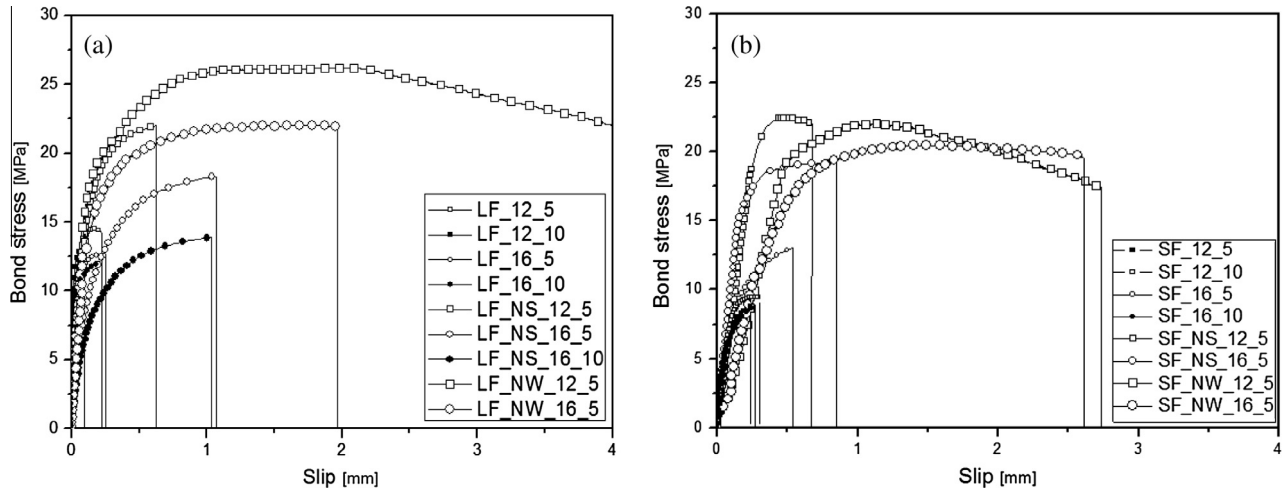 (a)
30
25
20
15
10
5
0
Bond stress [MPa]
0 1 2 3 4
Slip [mm]
LF_12_5
LF_12_10
LF_16_5
LF_16_10
LF_NS_12_5
LF_NS_16_5
LF_NS_16_10
LF_NW_12_5
LF_NW_16_5
(b)
30
25
20
15
10
5
0
Bond stress [MPa]
0 1 2 3 4
Slip [mm]
SF_12_5
SF_12_10
SF_16_5
SF_16_10
SF_NS_12_5
SF_NS_16_5
SF_NW_12_5
SF_NW_16_5